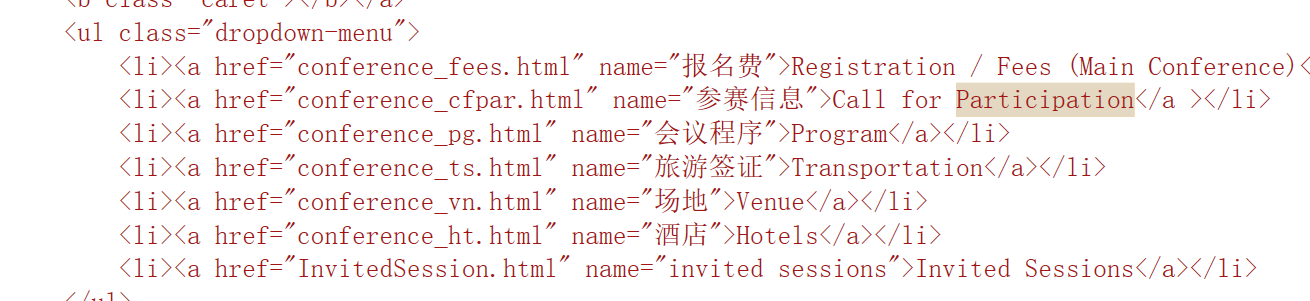 <b class="caret"></b></a>
<ul class="dropdown-menu">
<li><a href="conference_fees.html" name="报名费">Registration / Fees (Main Conference)<
<li><a href="conference_cfpar.html" name="参赛信息">Call for Participation</a ></li>
<li><a href="conference_pg.html" name="会议程序">Program</a></li>
<li><a href="conference_ts.html" name="旅游签证">Transportation</a></li>
<li><a href="conference_vn.html" name="场地">Venue</a></li>
<li><a href="conference_ht.html" name="酒店">Hotels</a></li>
<li><a href="InvitedSession.html" name="invited sessions">Invited Sessions</a></li>
</ul>